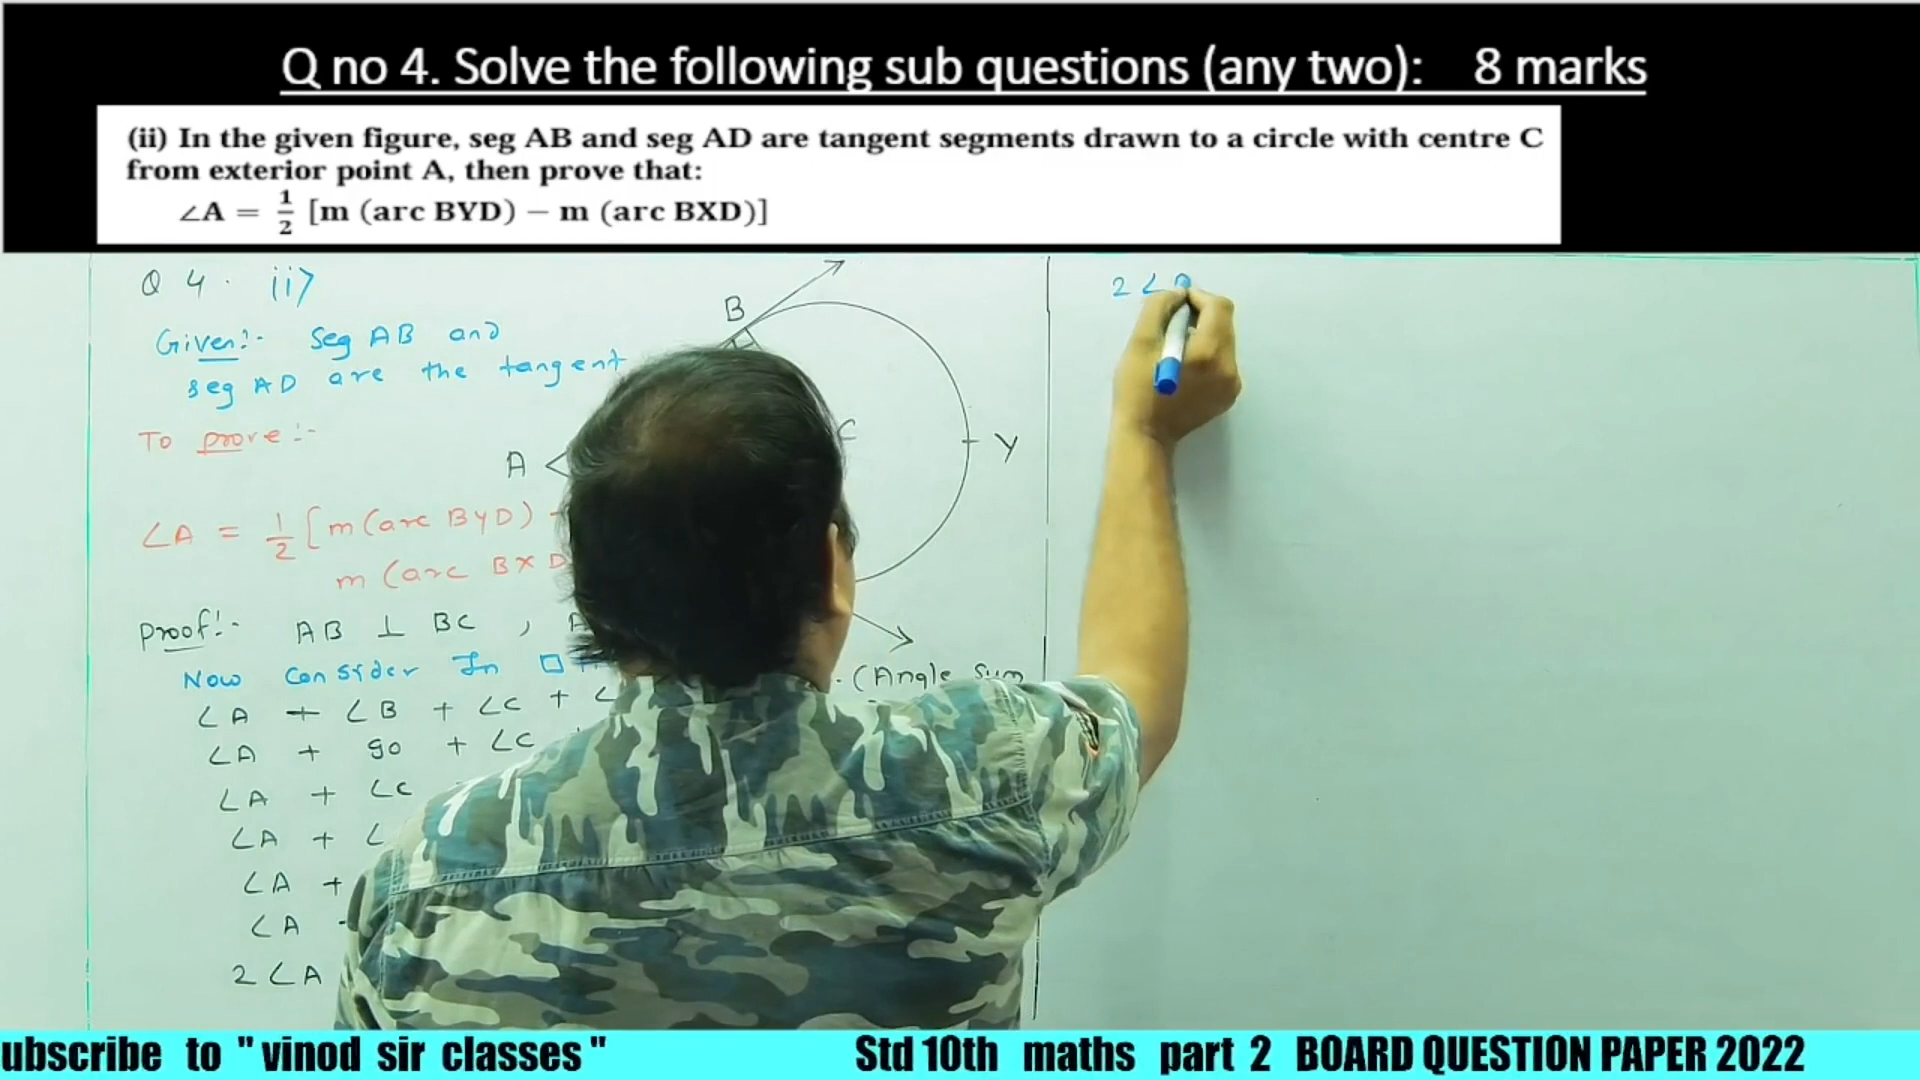 Q no 4. Solve the following sub questions (any two): 8 marks
(ii) In the given figure, seg AB and seg AD are tangent segments drawn to a circle with centre C
from exterior point A, then prove that:
∠A = 1/2 [m (arc BYD) – m (arc BXD)]
Q 4. ii)
Given:- Seg AB and
seg AD are the tangent
To prove:-
∠A = 1/2 [m (arc BYD)
m (arc BXD
Proof:- AB ⊥ BC ,
Now Consider In □
∠A + ∠B + ∠C + ∠
(Angle Sum
∠A + 90 + ∠C
∠A + ∠C
∠A + ∠
∠A +
∠A
2∠A
B
A
C
Y
2∠
ubscribe to "vinod sir classes"
Std 10th maths part 2 BOARD QUESTION PAPER 2022